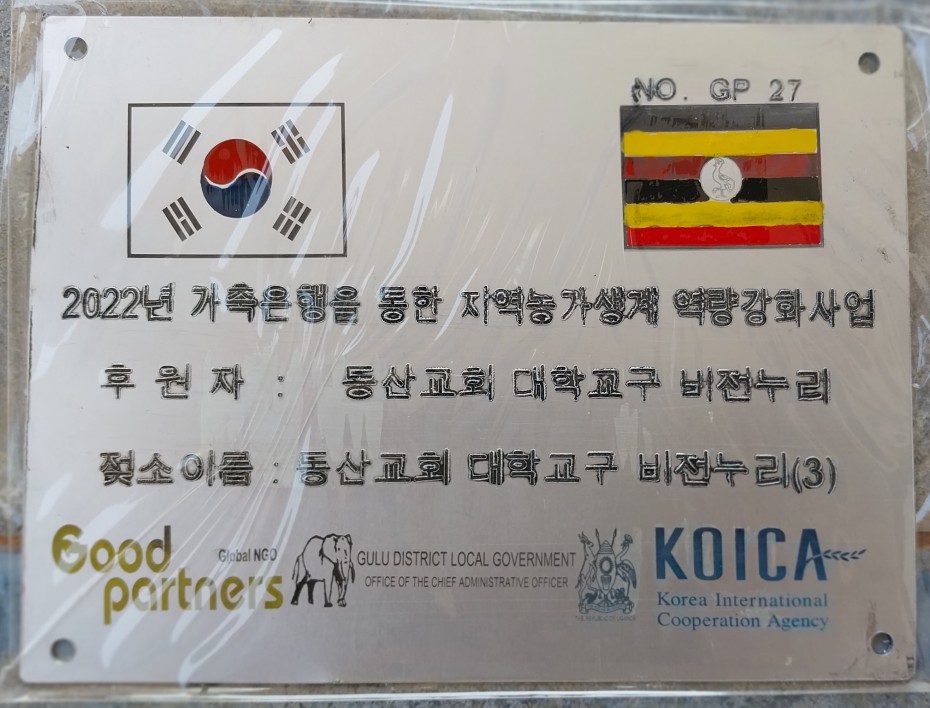 NO. GP 27
2022년 가축은행을 통한 지역농가생계 역량강화사업
후 원 자 : 동산교회 대학교구 비전누리
젖소이름 : 동산교회 대학교구 비전누리(3)
Good partners
Global NGO
GULU DISTRICT LOCAL GOVERNMENT
OFFICE OF THE CHIEF ADMINISTRATIVE OFFICER
THE REPUBLIC OF UGANDA
KOICA
Korea International
Cooperation Agency